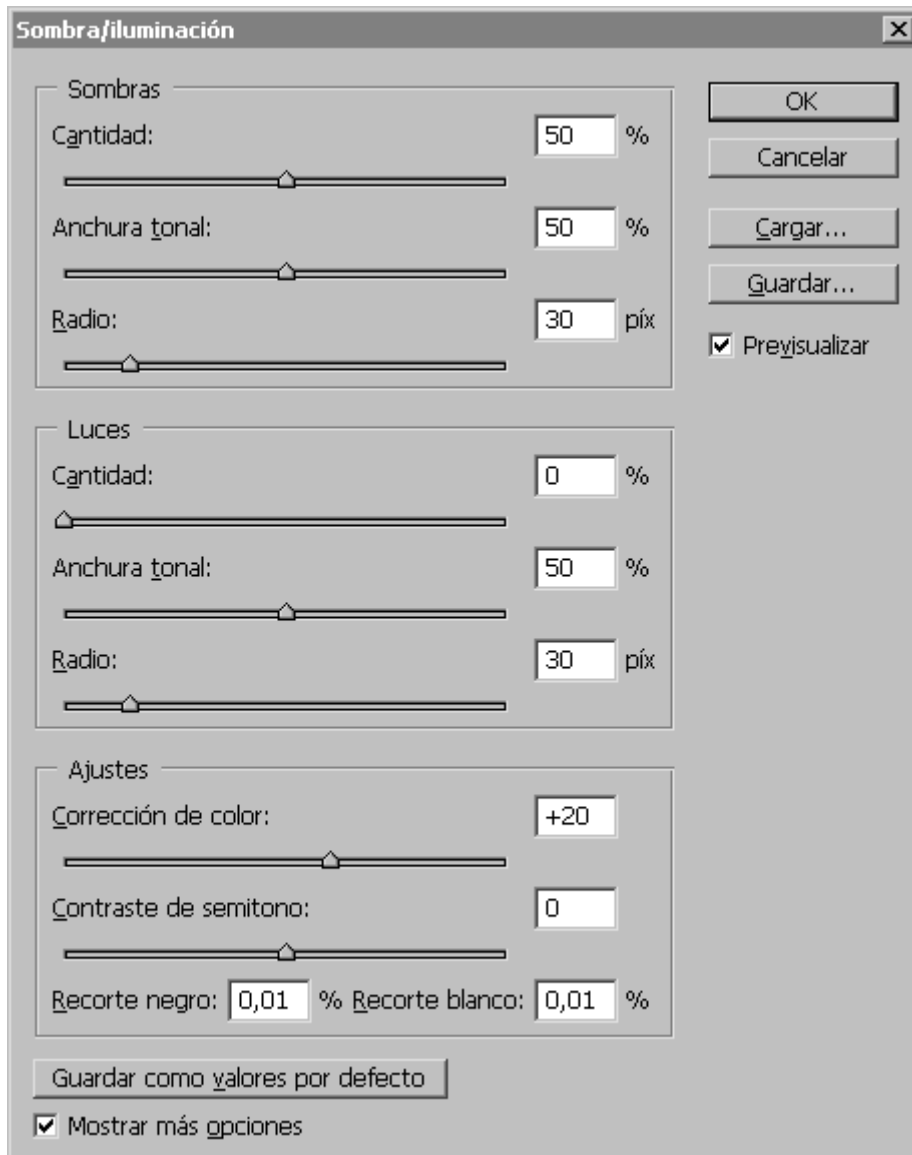 Sombra/iluminación
Sombras
Cantidad: 50 %
Anchura tonal: 50 %
Radio: 30 píx
Luces
Cantidad: 0 %
Anchura tonal: 50 %
Radio: 30 píx
Ajustes
Corrección de color: +20
Contraste de semitono: 0
Recorte negro: 0,01 % Recorte blanco: 0,01 %
Guardar como valores por defecto
Mostrar más opciones
OK
Cancelar
Cargar...
Guardar...
Previsualizar